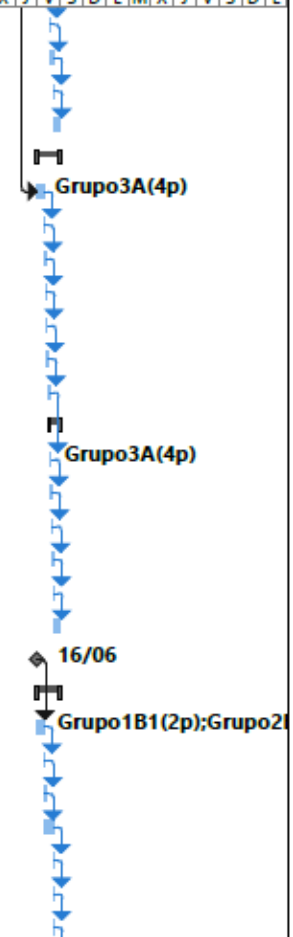 X J V S D L M X J V S D L
Grupo3A(4p)
Grupo3A(4p)
16/06
Grupo1B1(2p);Grupo2